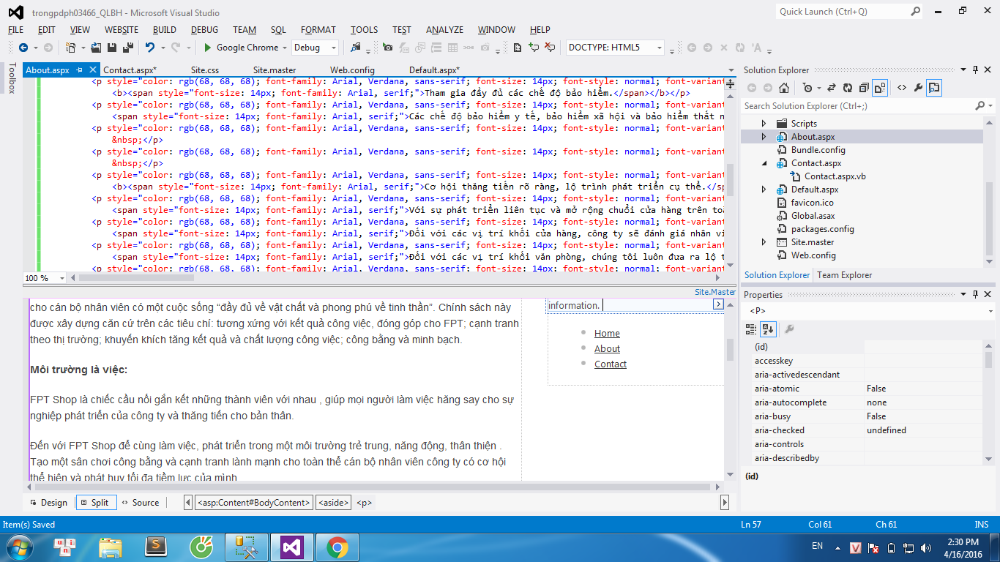 trongpdph03466_QLBH - Microsoft Visual Studio
Quick Launch (Ctrl+Q)
FILE EDIT VIEW WEBSITE BUILD DEBUG TEAM SQL FORMAT TOOLS TEST ANALYZE WINDOW HELP
Google Chrome Debug DOCTYPE: HTML5
Toolbox
About.aspx Contact.aspx* Site.css Site.master Web.config Default.aspx*
<p style="color: rgb(68, 68, 68); font-family: Arial, Verdana, sans-serif; font-size: 14px; font-style: normal; font-variant
<b><span style="font-size: 14px; font-family: Arial, serif;">Tham gia đầy đủ các chế độ bảo hiểm.</span></b></p>
<p style="color: rgb(68, 68, 68); font-family: Arial, Verdana, sans-serif; font-size: 14px; font-style: normal; font-variant
<span style="font-size: 14px; font-family: Arial, serif;">Các chế độ bảo hiểm y tế, bảo hiểm xã hội và bảo hiểm thất n
<p style="color: rgb(68, 68, 68); font-family: Arial, Verdana, sans-serif; font-size: 14px; font-style: normal; font-variant
&nbsp;</p>
<p style="color: rgb(68, 68, 68); font-family: Arial, Verdana, sans-serif; font-size: 14px; font-style: normal; font-variant
&nbsp;</p>
<p style="color: rgb(68, 68, 68); font-family: Arial, Verdana, sans-serif; font-size: 14px; font-style: normal; font-variant
<b><span style="font-size: 14px; font-family: Arial, serif;">Cơ hội thăng tiến rõ ràng, lộ trình phát triển cụ thể.</sp
<p style="color: rgb(68, 68, 68); font-family: Arial, Verdana, sans-serif; font-size: 14px; font-style: normal; font-variant
<span style="font-size: 14px; font-family: Arial, serif;">Với sự phát triển liên tục và mở rộng chuổi cửa hàng trên toà
<p style="color: rgb(68, 68, 68); font-family: Arial, Verdana, sans-serif; font-size: 14px; font-style: normal; font-variant
<span style="font-size: 14px; font-family: Arial, serif;">Đối với các vị trí khối cửa hàng, công ty sẽ đánh giá nhân vi
<p style="color: rgb(68, 68, 68); font-family: Arial, Verdana, sans-serif; font-size: 14px; font-style: normal; font-variant
<span style="font-size: 14px; font-family: Arial, serif;">Đối với các vị trí khối văn phòng, chúng tôi luôn đưa ra lộ t
<p style="color: rgb(68, 68, 68); font-family: Arial, Verdana, sans-serif; font-size: 14px; font-style: normal; font-variant
100 %
Site.Master
cho cán bộ nhân viên có một cuộc sống “đầy đủ về vật chất và phong phú về tinh thần”. Chính sách này
được xây dựng căn cứ trên các tiêu chí: tương xứng với kết quả công việc, đóng góp cho FPT; cạnh tranh
theo thị trường; khuyến khích tăng kết quả và chất lượng công việc; công bằng và minh bạch.
Môi trường là việc:
FPT Shop là chiếc cầu nối gắn kết những thành viên với nhau , giúp mọi người làm việc hăng say cho sự
nghiệp phát triển của công ty và thăng tiến cho bản thân.
Đến với FPT Shop để cùng làm việc, phát triển trong một môi trường trẻ trung, năng động, thân thiện .
Tạo một sân chơi công bằng và cạnh tranh lành mạnh cho toàn thể cán bộ nhân viên công ty có cơ hội
thể hiện và phát huy tối đa tiềm lực của mình
information.
Home
About
Contact
Design Split Source <asp:Content#BodyContent> <aside> <p>
Solution Explorer
Search Solution Explorer (Ctrl+;)
Scripts
About.aspx
Bundle.config
Contact.aspx
Contact.aspx.vb
Default.aspx
favicon.ico
Global.asax
packages.config
Site.master
Web.config
Solution Explorer Team Explorer
Properties
<P>
(id)
accesskey
aria-activedescendant
aria-atomic False
aria-autocomplete none
aria-busy False
aria-checked undefined
aria-controls
aria-describedby
(id)
Item(s) Saved Ln 57 Col 61 Ch 61 INS
EN 2:30 PM
4/16/2016